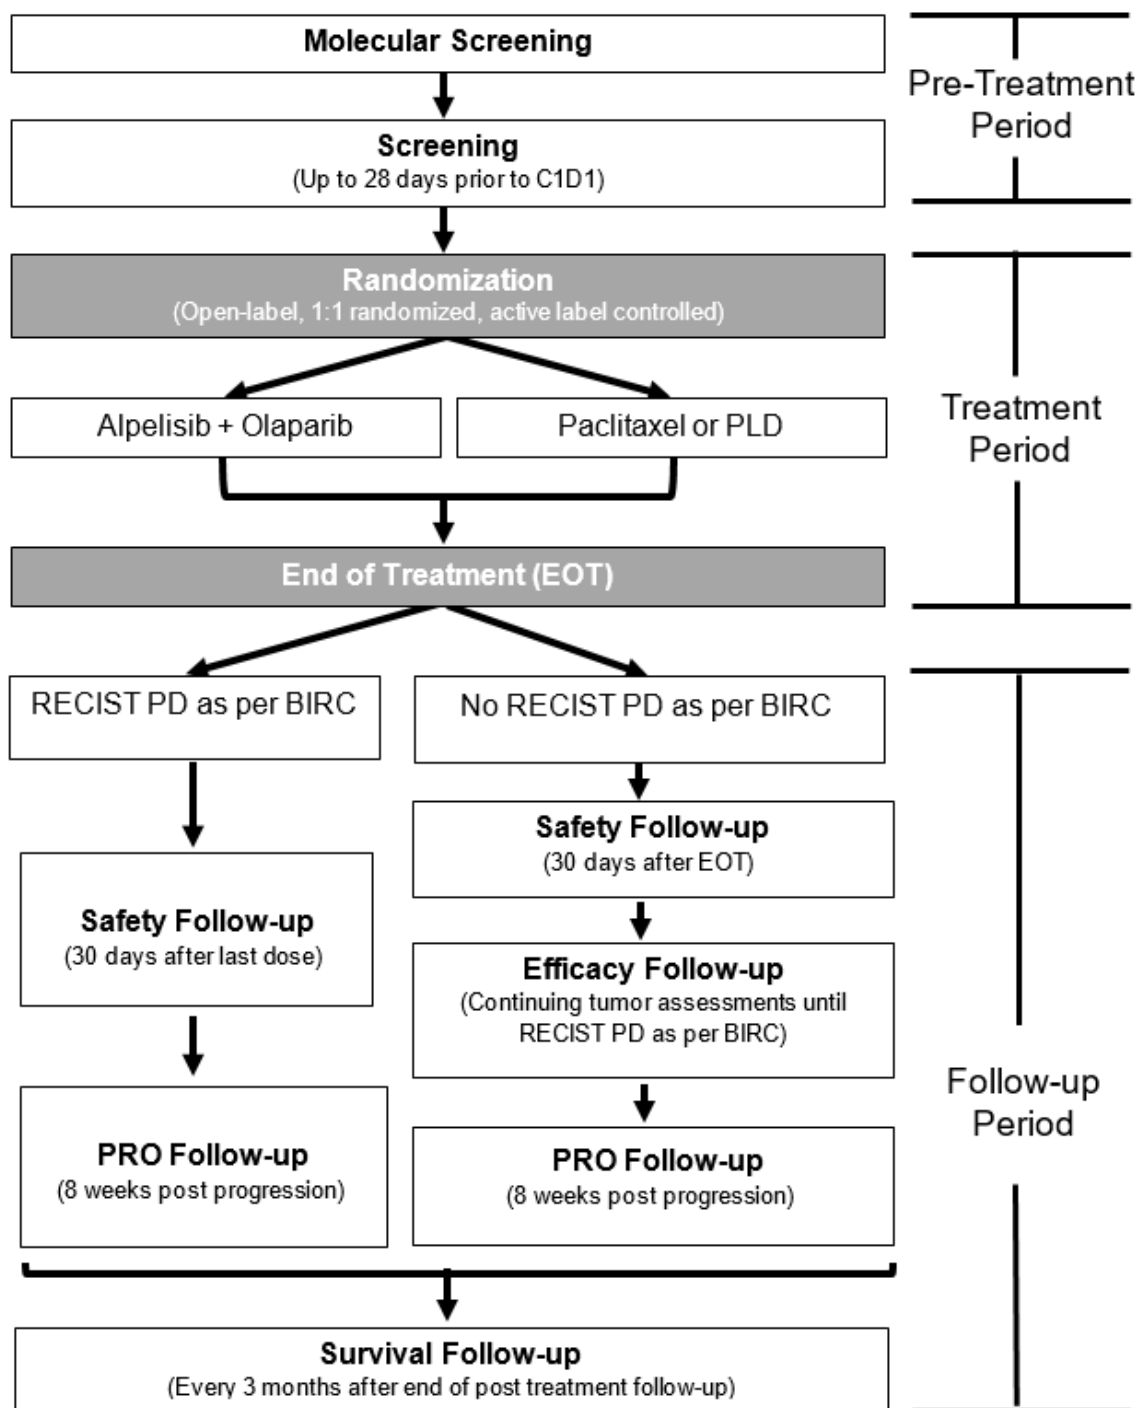 Molecular Screening
Pre-Treatment
Period
Screening
(Up to 28 days prior to C1D1)
Randomization
(Open-label, 1:1 randomized, active label controlled)
Alpelisib + Olaparib
Paclitaxel or PLD
Treatment
Period
End of Treatment (EOT)
RECIST PD as per BIRC
No RECIST PD as per BIRC
Safety Follow-up
(30 days after EOT)
Safety Follow-up
(30 days after last dose)
Efficacy Follow-up
(Continuing tumor assessments until
RECIST PD as per BIRC)
Follow-up
Period
PRO Follow-up
(8 weeks post progression)
PRO Follow-up
(8 weeks post progression)
Survival Follow-up
(Every 3 months after end of post treatment follow-up)